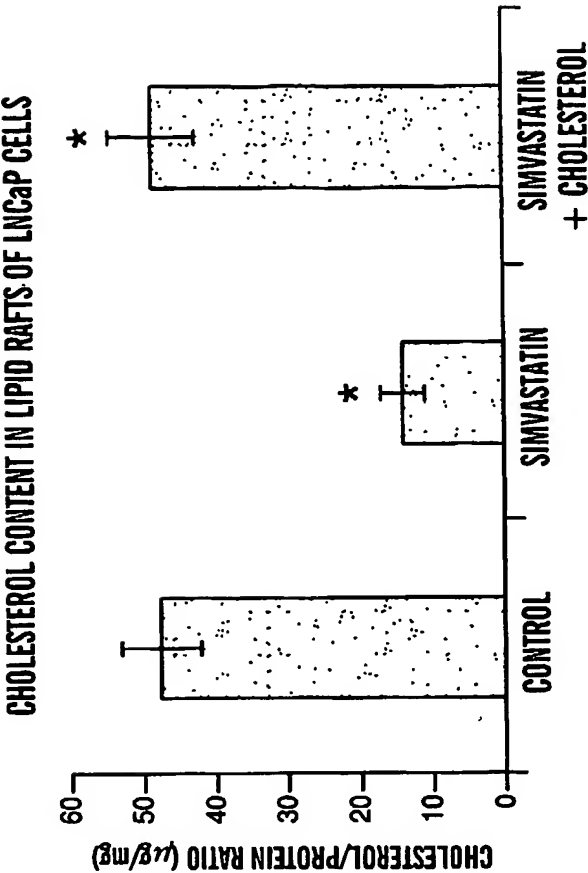 CHOLESTEROL CONTENT IN LIPID RAFTS OF LNCaP CELLS
CHOLESTEROL/PROTEIN RATIO (µg/mg)
60
50
40
30
20
10
0
*
*
CONTROL
SIMVASTATIN
SIMVASTATIN
+ CHOLESTEROL